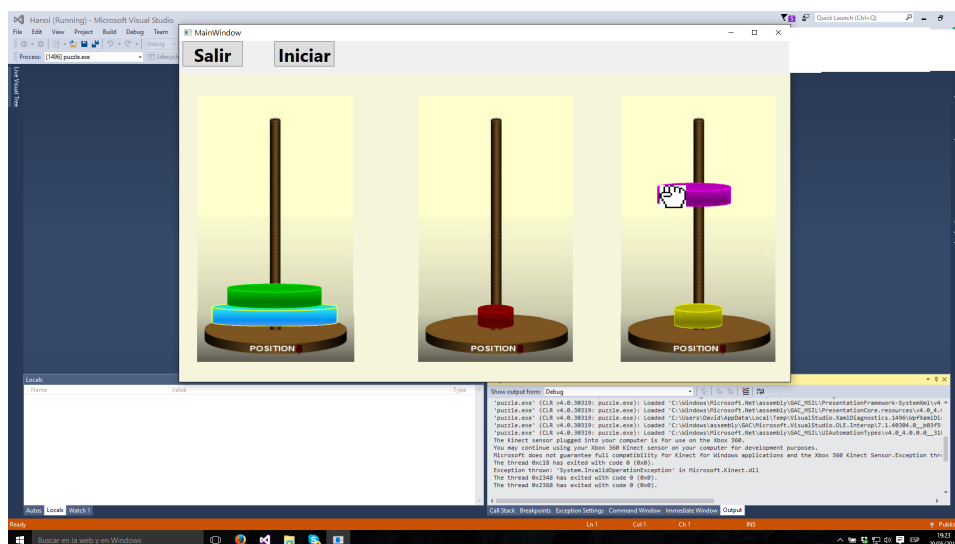 Hanoi (Running) - Microsoft Visual Studio
Quick Launch (Ctrl+Q)
File Edit View Project Build Debug Team
Debug
Process: [1496] puzzle.exe
Lifecycl
Live Visual Tree
MainWindow
Salir Iniciar
POSITION
POSITION
POSITION
Locals
Name Value Type
Show output from: Debug
'puzzle.exe' (CLR v4.0.30319: puzzle.exe): Loaded 'C:\Windows\Microsoft.Net\assembly\GAC_MSIL\PresentationFramework-SystemXml\v4
'puzzle.exe' (CLR v4.0.30319: puzzle.exe): Loaded 'C:\Windows\Microsoft.Net\assembly\GAC_MSIL\PresentationCore.resources\v4.0_4.
'puzzle.exe' (CLR v4.0.30319: puzzle.exe): Loaded 'C:\Users\David\AppData\Local\Temp\VisualStudio.XamlDiagnostics.1496\WpfXamlDi
'puzzle.exe' (CLR v4.0.30319: puzzle.exe): Loaded 'C:\Windows\assembly\GAC\Microsoft.VisualStudio.OLE.Interop\7.1.40304.0__b03f5
'puzzle.exe' (CLR v4.0.30319: puzzle.exe): Loaded 'C:\Windows\Microsoft.Net\assembly\GAC_MSIL\UIAutomationTypes\v4.0_4.0.0.0__31
The Kinect sensor plugged into your computer is for use on the Xbox 360.
You may continue using your Xbox 360 Kinect sensor on your computer for development purposes.
Microsoft does not guarantee full compatibility for Kinect for Windows applications and the Xbox 360 Kinect Sensor.Exception thr
The thread 0xc18 has exited with code 0 (0x0).
Exception thrown: 'System.InvalidOperationException' in Microsoft.Kinect.dll
The thread 0x2348 has exited with code 0 (0x0).
The thread 0x2368 has exited with code 0 (0x0).
Autos Locals Watch 1
Call Stack Breakpoints Exception Settings Command Window Immediate Window Output
Ready Ln 1 Col 1 Ch 1 INS Publis
Buscar en la web y en Windows
ESP
19:23